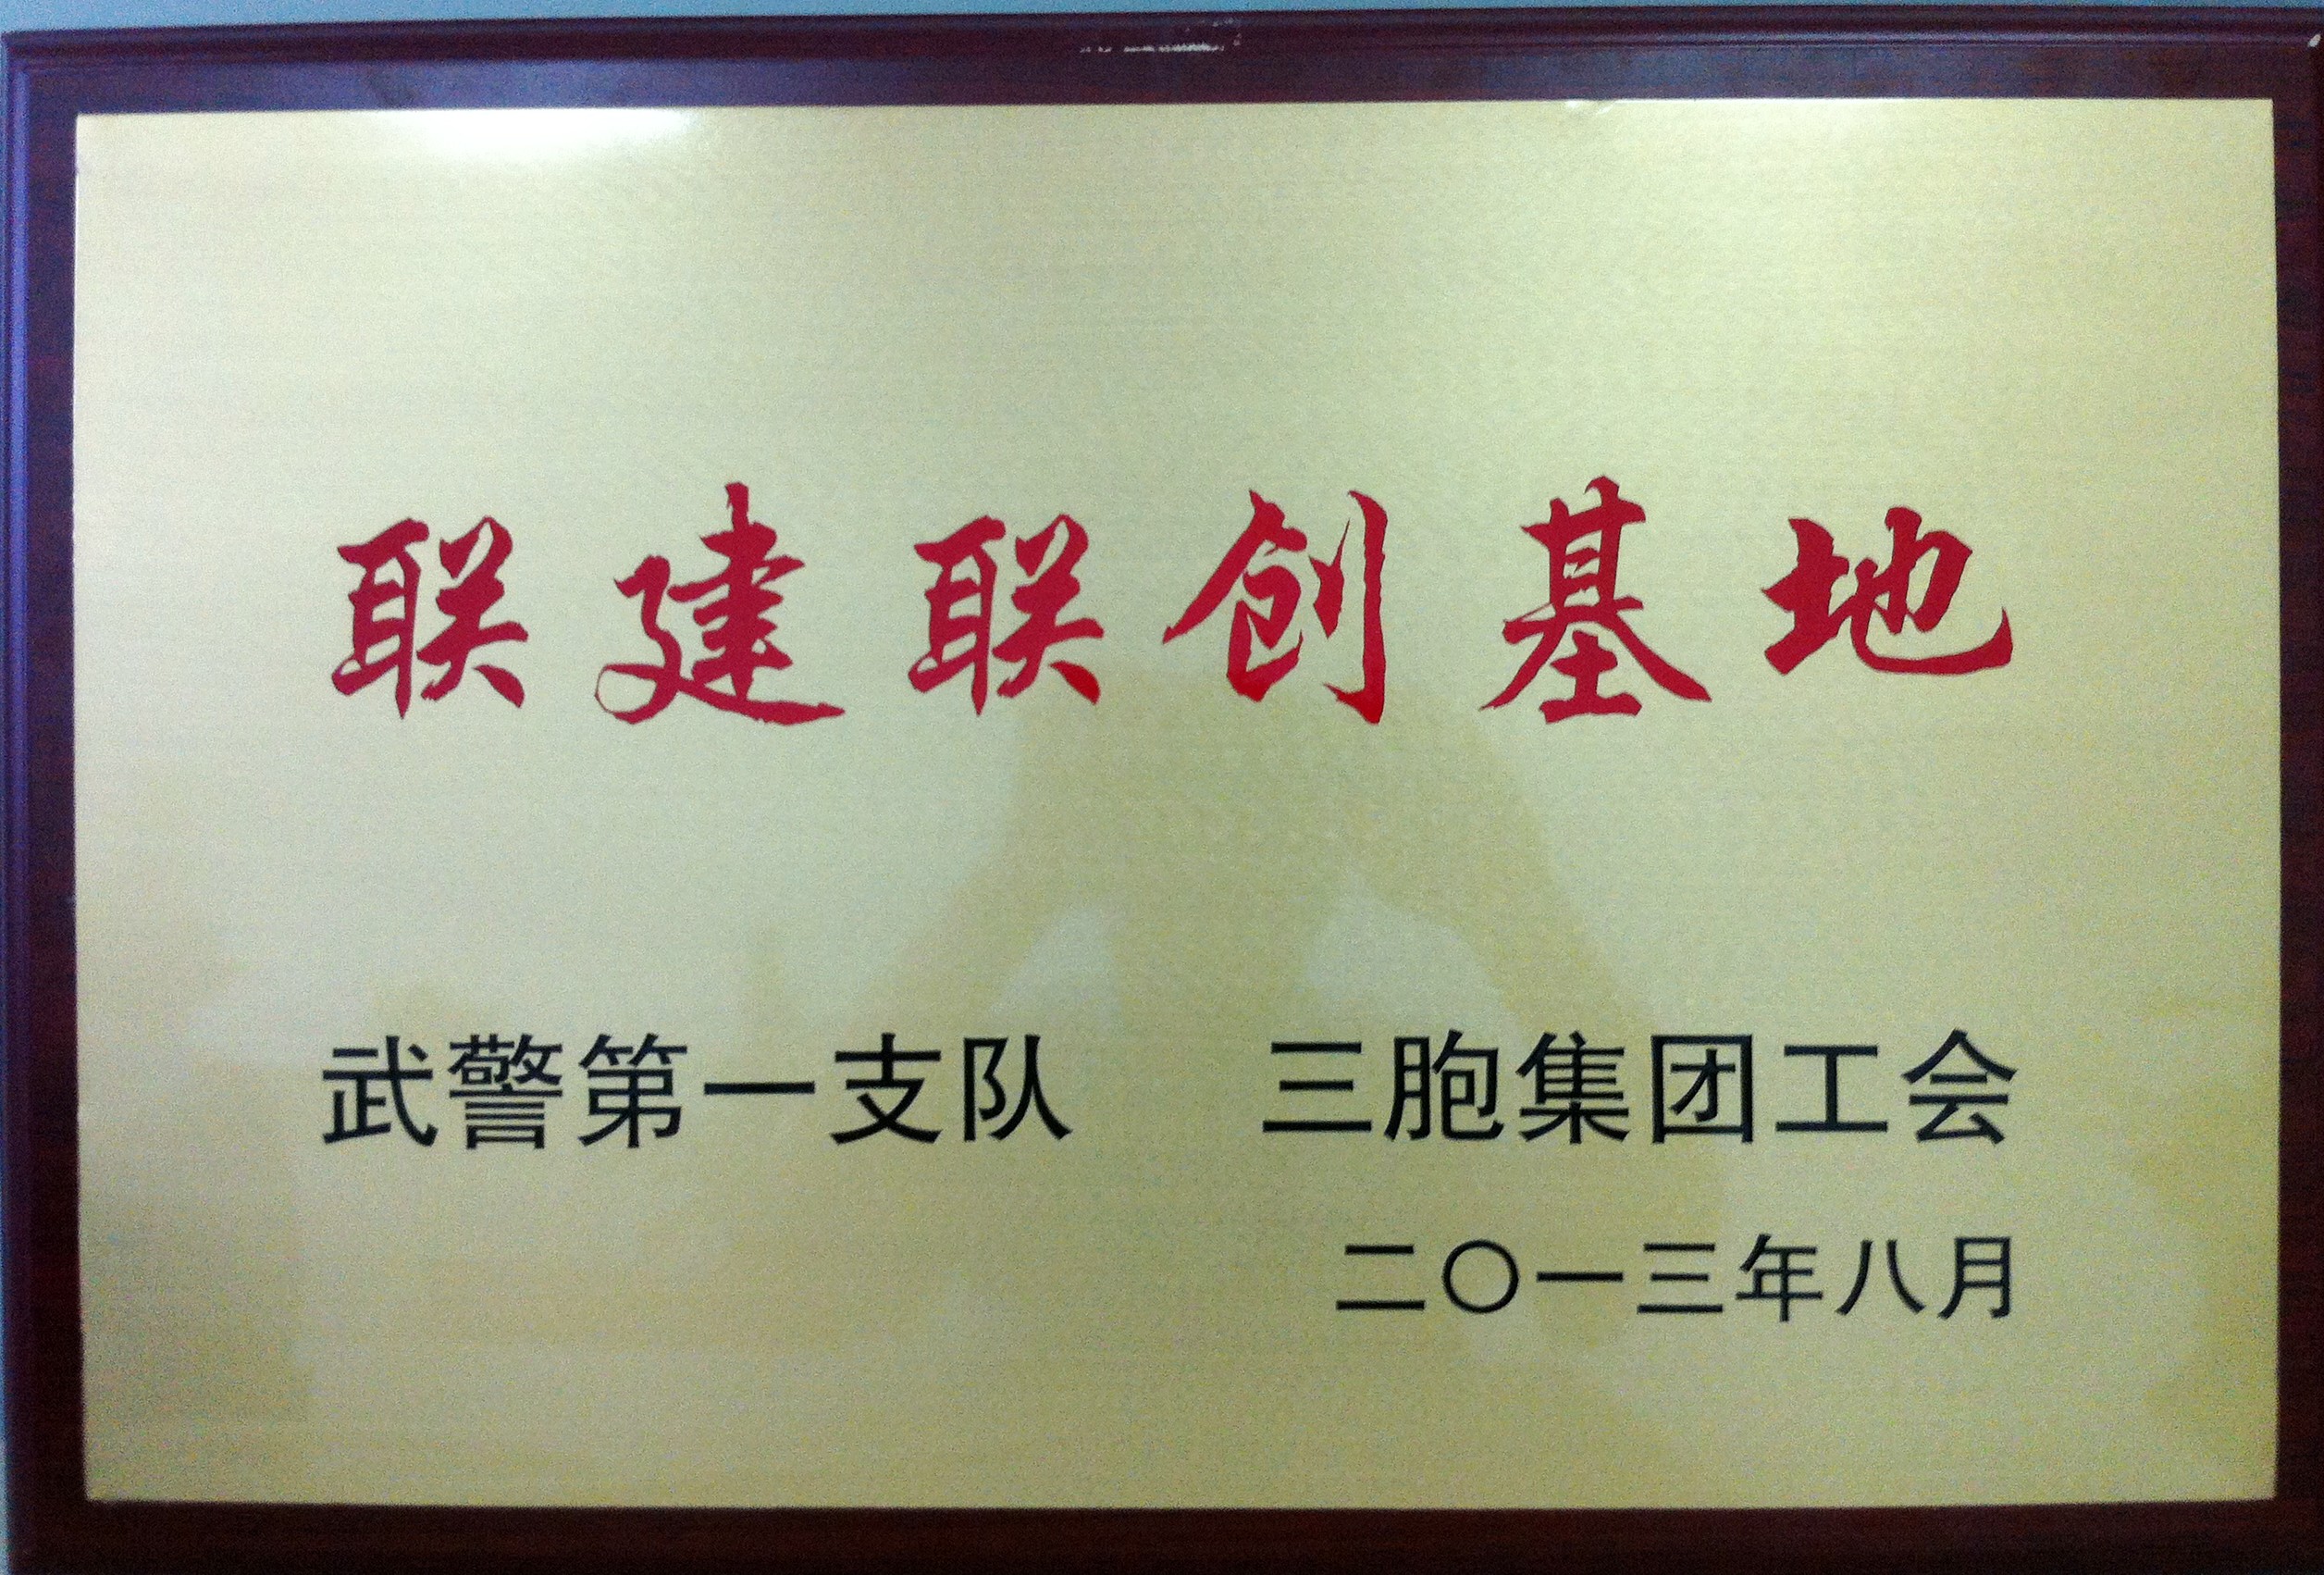 联建联创基地
武警第一支队 三胞集团工会
二〇一三年八月